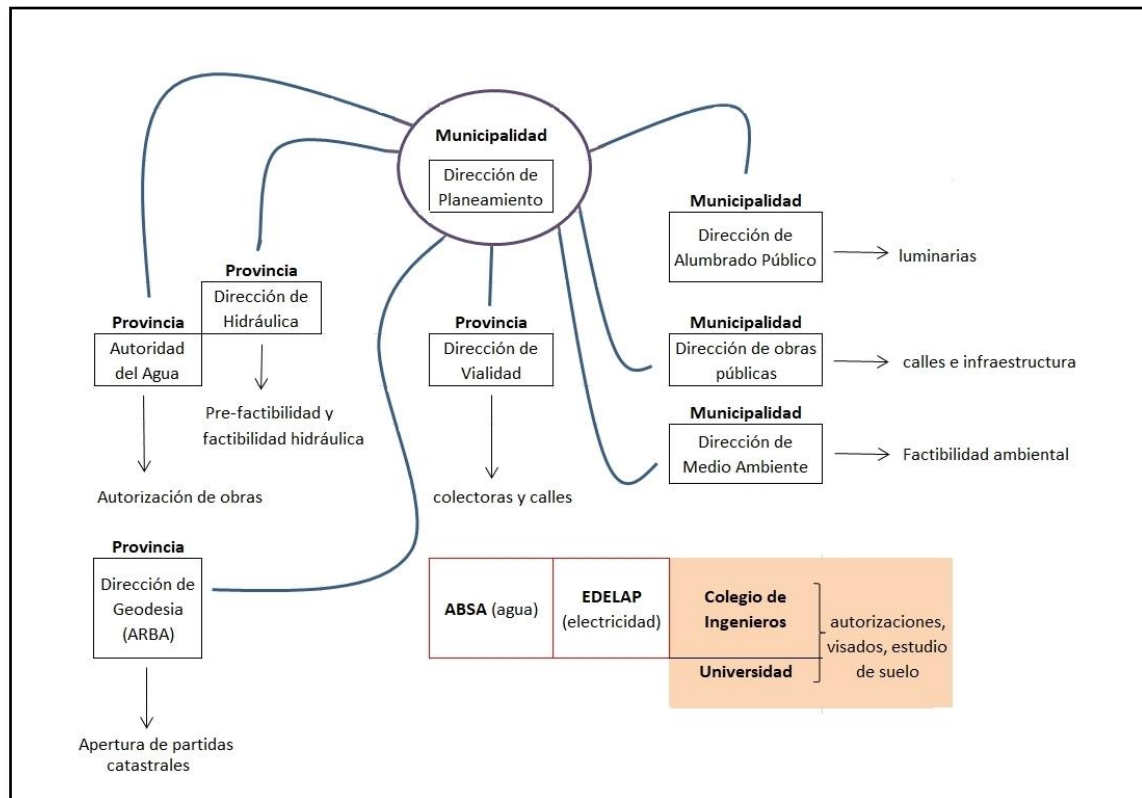 Municipalidad
Dirección de
Planeamiento
Municipalidad
Dirección de
Alumbrado Público
luminarias
Provincia
Dirección de
Hidráulica
Pre-factibilidad y
factibilidad hidráulica
Provincia
Autoridad
del Agua
Autorización de obras
Provincia
Dirección de
Vialidad
colectoras y calles
Municipalidad
Dirección de obras
públicas
calles e infraestructura
Municipalidad
Dirección de
Medio Ambiente
Factibilidad ambiental
Provincia
Dirección de
Geodesia
(ARBA)
Apertura de partidas
catastrales
ABSA (agua)
EDELAP
(electricidad)
Colegio de
Ingenieros
Universidad
autorizaciones,
visados, estudio
de suelo